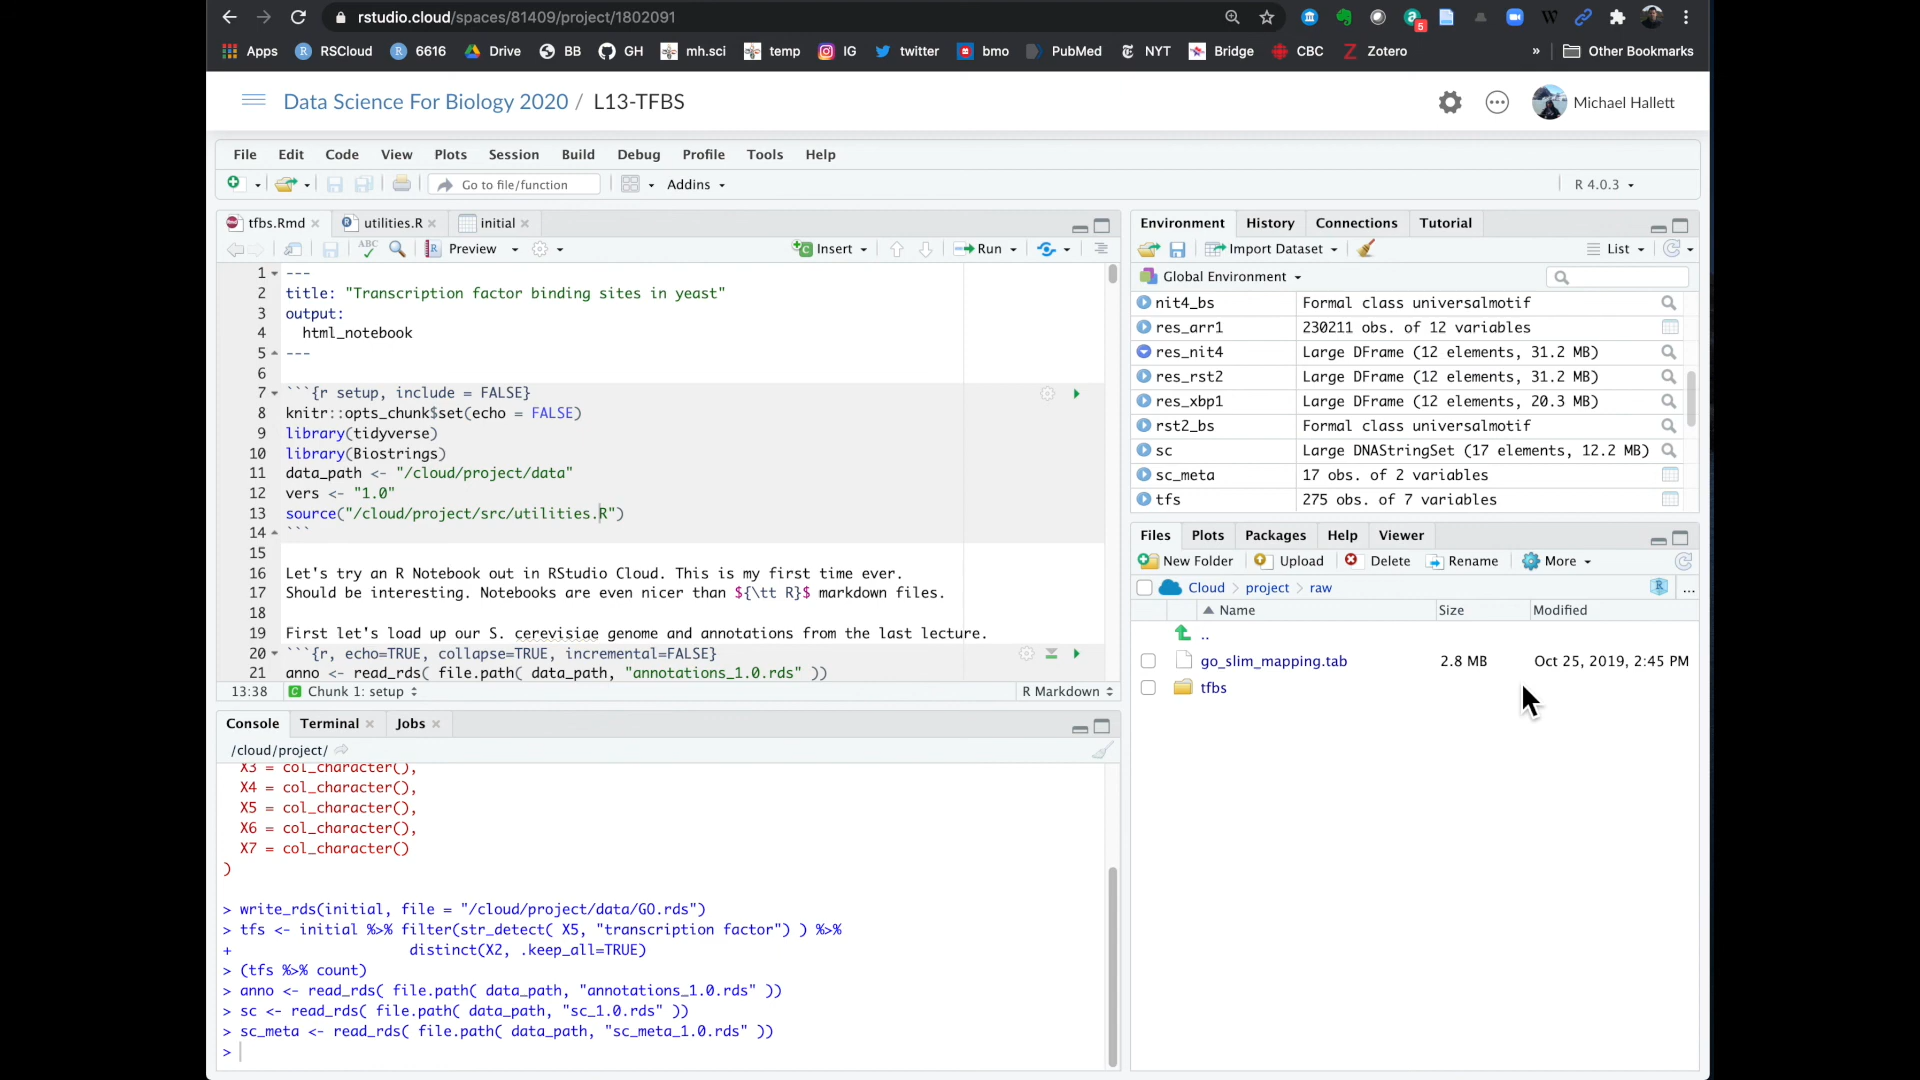 rstudio.cloud/spaces/81409/project/1802091
5
Apps RSCloud 6616 Drive BB GH mh.sci temp IG twitter bmo PubMed NYT Bridge CBC Zotero » Other Bookmarks
Data Science For Biology 2020 / L13-TFBS
Michael Hallett
File Edit Code View Plots Session Build Debug Profile Tools Help
Go to file/function Addins R 4.0.3
tfbs.Rmd utilities.R initial
ABC Preview Insert Run
1 ---
2 title: "Transcription factor binding sites in yeast"
3 output:
4 html_notebook
5 ---
6
7 ```{r setup, include = FALSE}
8 knitr::opts_chunk$set(echo = FALSE)
9 library(tidyverse)
10 library(Biostrings)
11 data_path <- "/cloud/project/data"
12 vers <- "1.0"
13 source("/cloud/project/src/utilities.R")
14 ```
15
16 Let's try an R Notebook out in RStudio Cloud. This is my first time ever.
17 Should be interesting. Notebooks are even nicer than ${\tt R}$ markdown files.
18
19 First let's load up our S. cerevisiae genome and annotations from the last lecture.
20 ```{r, echo=TRUE, collapse=TRUE, incremental=FALSE}
21 anno <- read_rds( file.path( data_path, "annotations_1.0.rds" ))
13:38 Chunk 1: setup R Markdown
Console Terminal Jobs
/cloud/project/
X3 = col_character(),
X4 = col_character(),
X5 = col_character(),
X6 = col_character(),
X7 = col_character()
)
> write_rds(initial, file = "/cloud/project/data/GO.rds")
> tfs <- initial %>% filter(str_detect( X5, "transcription factor") ) %>%
+ distinct(X2, .keep_all=TRUE)
> (tfs %>% count)
> anno <- read_rds( file.path( data_path, "annotations_1.0.rds" ))
> sc <- read_rds( file.path( data_path, "sc_1.0.rds" ))
> sc_meta <- read_rds( file.path( data_path, "sc_meta_1.0.rds" ))
>
Environment History Connections Tutorial
Import Dataset List
Global Environment
nit4_bs Formal class universalmotif
res_arr1 230211 obs. of 12 variables
res_nit4 Large DFrame (12 elements, 31.2 MB)
res_rst2 Large DFrame (12 elements, 31.2 MB)
res_xbp1 Large DFrame (12 elements, 20.3 MB)
rst2_bs Formal class universalmotif
sc Large DNAStringSet (17 elements, 12.2 MB)
sc_meta 17 obs. of 2 variables
tfs 275 obs. of 7 variables
Files Plots Packages Help Viewer
New Folder Upload Delete Rename More
Cloud > project > raw ...
Name Size Modified
..
go_slim_mapping.tab 2.8 MB Oct 25, 2019, 2:45 PM
tfbs